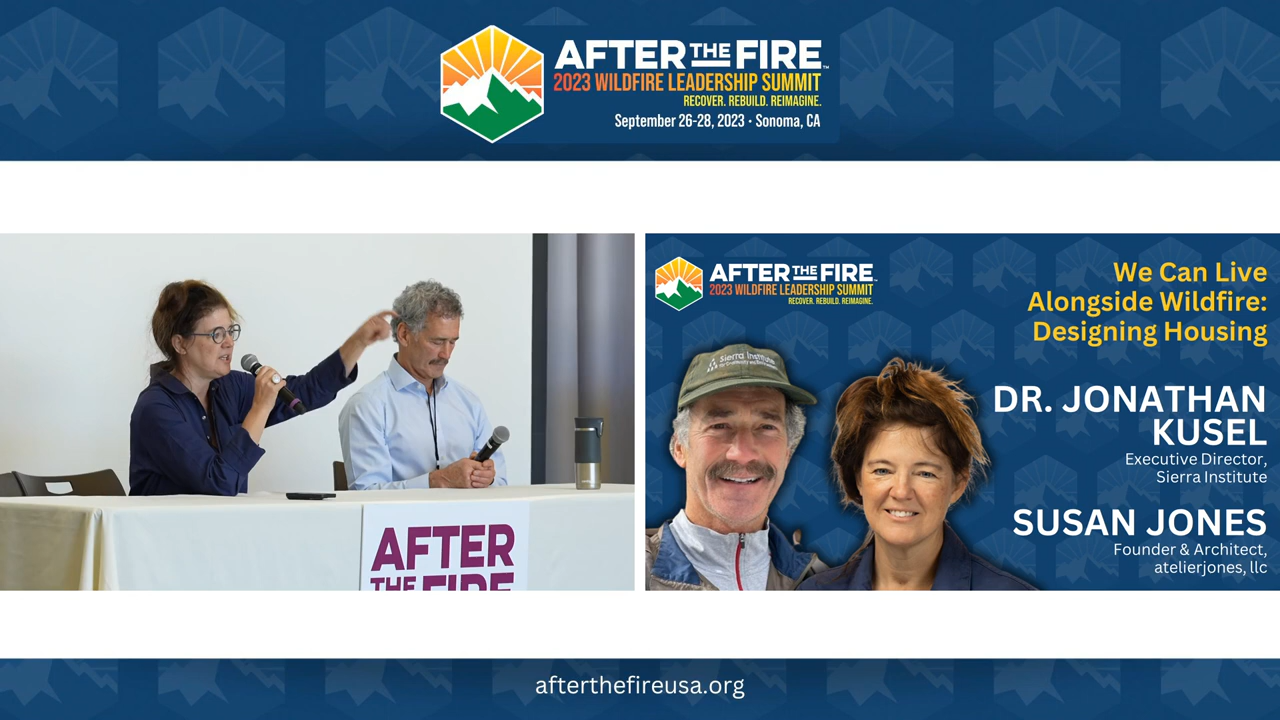 AFTER THE FIRE™
2023 WILDFIRE LEADERSHIP SUMMIT
RECOVER. REBUILD. REIMAGINE.
September 26-28, 2023 • Sonoma, CA
AFTER
THE FIRE
AFTER THE FIRE™
2023 WILDFIRE LEADERSHIP SUMMIT
RECOVER. REBUILD. REIMAGINE.
We Can Live
Alongside Wildfire:
Designing Housing
Sierra Institute
DR. JONATHAN
KUSEL
Executive Director,
Sierra Institute
SUSAN JONES
Founder & Architect,
atelierjones, llc
afterthefireusa.org